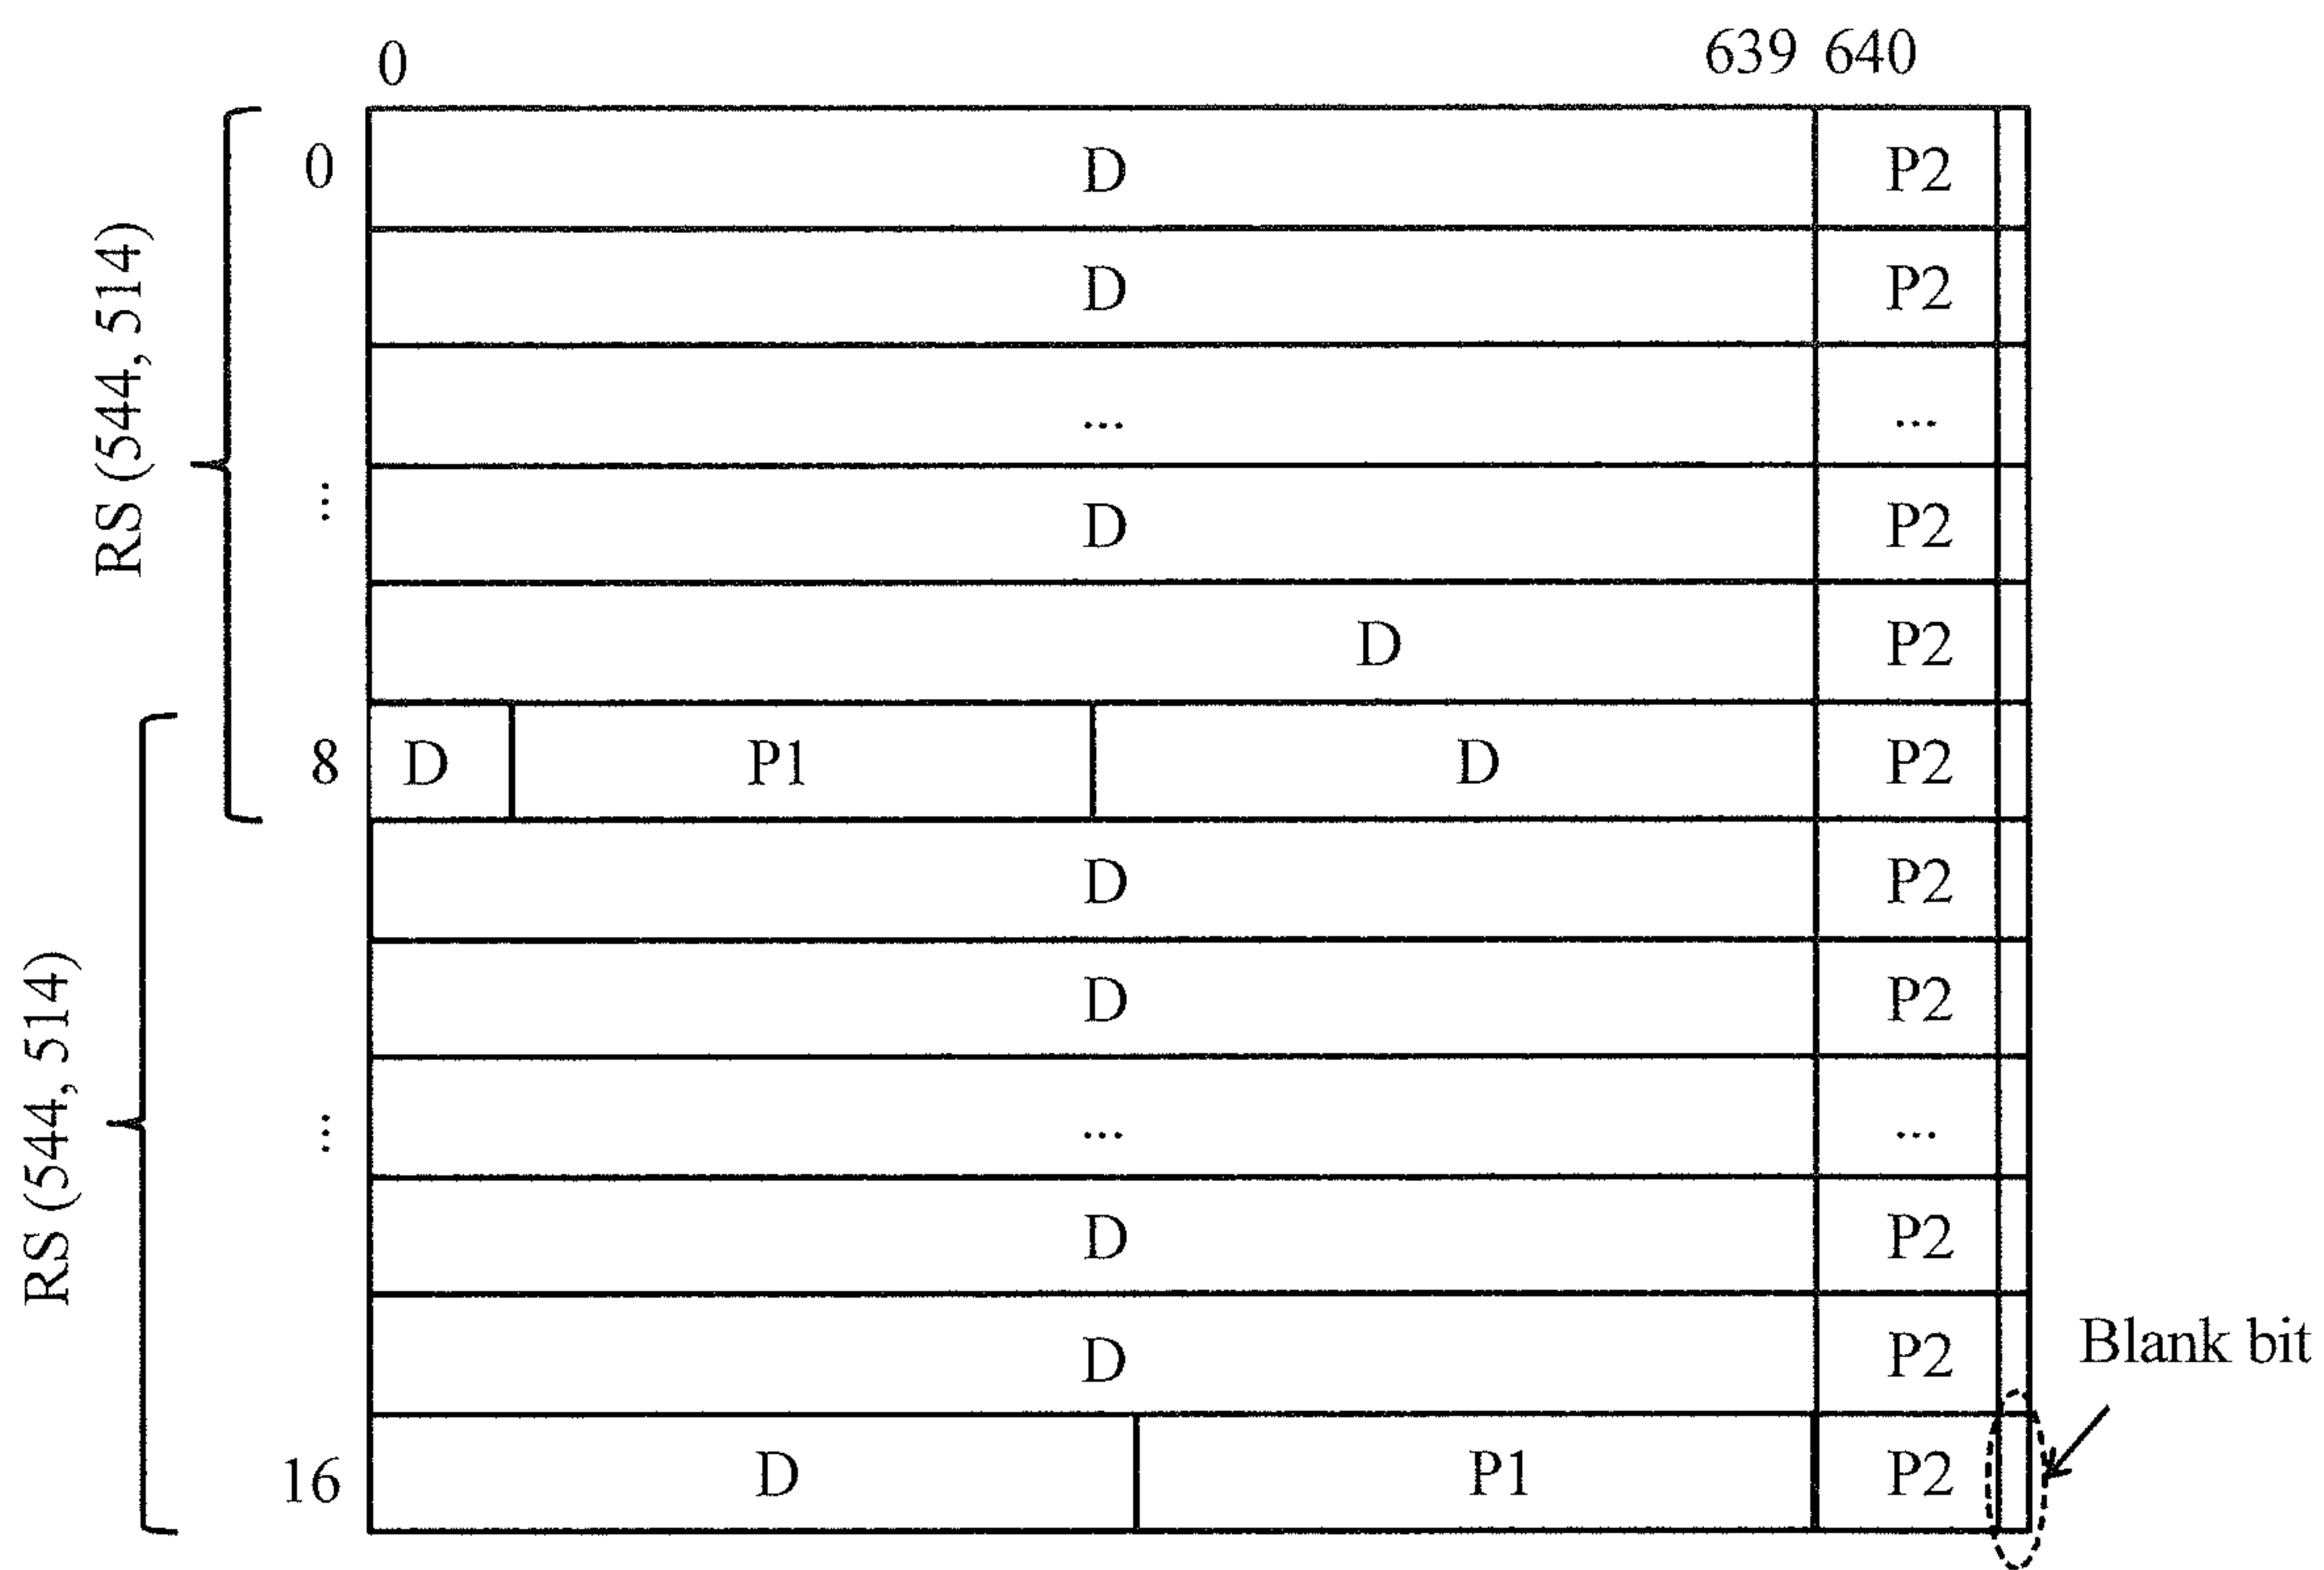 0 639 640
0 D P2
D P2
... ...
RS (544, 514)
... D P2
D P2
8 D P1 D P2
D P2
D P2
RS (544, 514)
... ... ...
D P2
D P2
Blank bit
16 D P1 P2